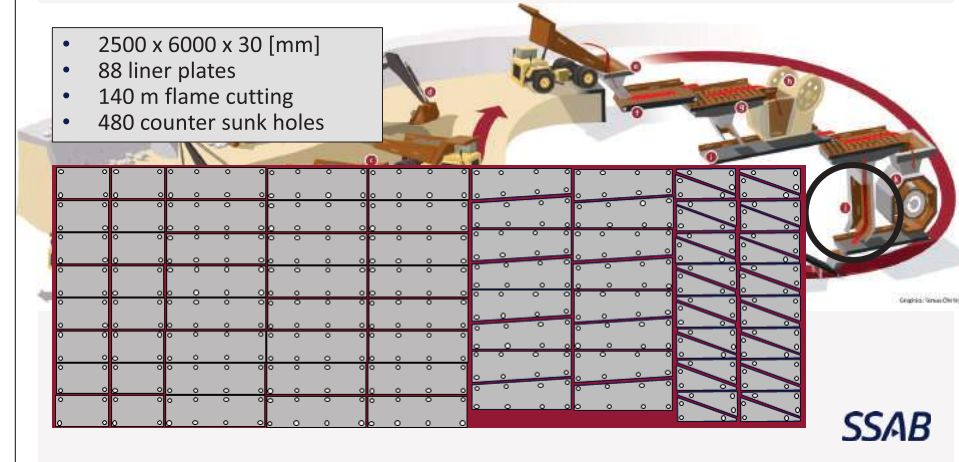 • 2500 x 6000 x 30 [mm]
• 88 liner plates
• 140 m flame cutting
• 480 counter sunk holes
d
e
f
g
h
c
i
SSAB